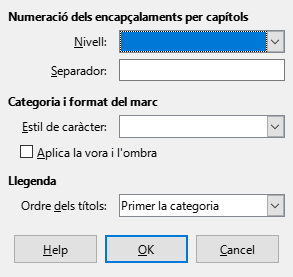 Numeració dels encapçalaments per capítols
Nivell:
Separador:
Categoria i format del marc
Estil de caràcter:
Aplica la vora i l'ombra
Llegenda
Ordre dels títols: Primer la categoria
Help OK Cancel